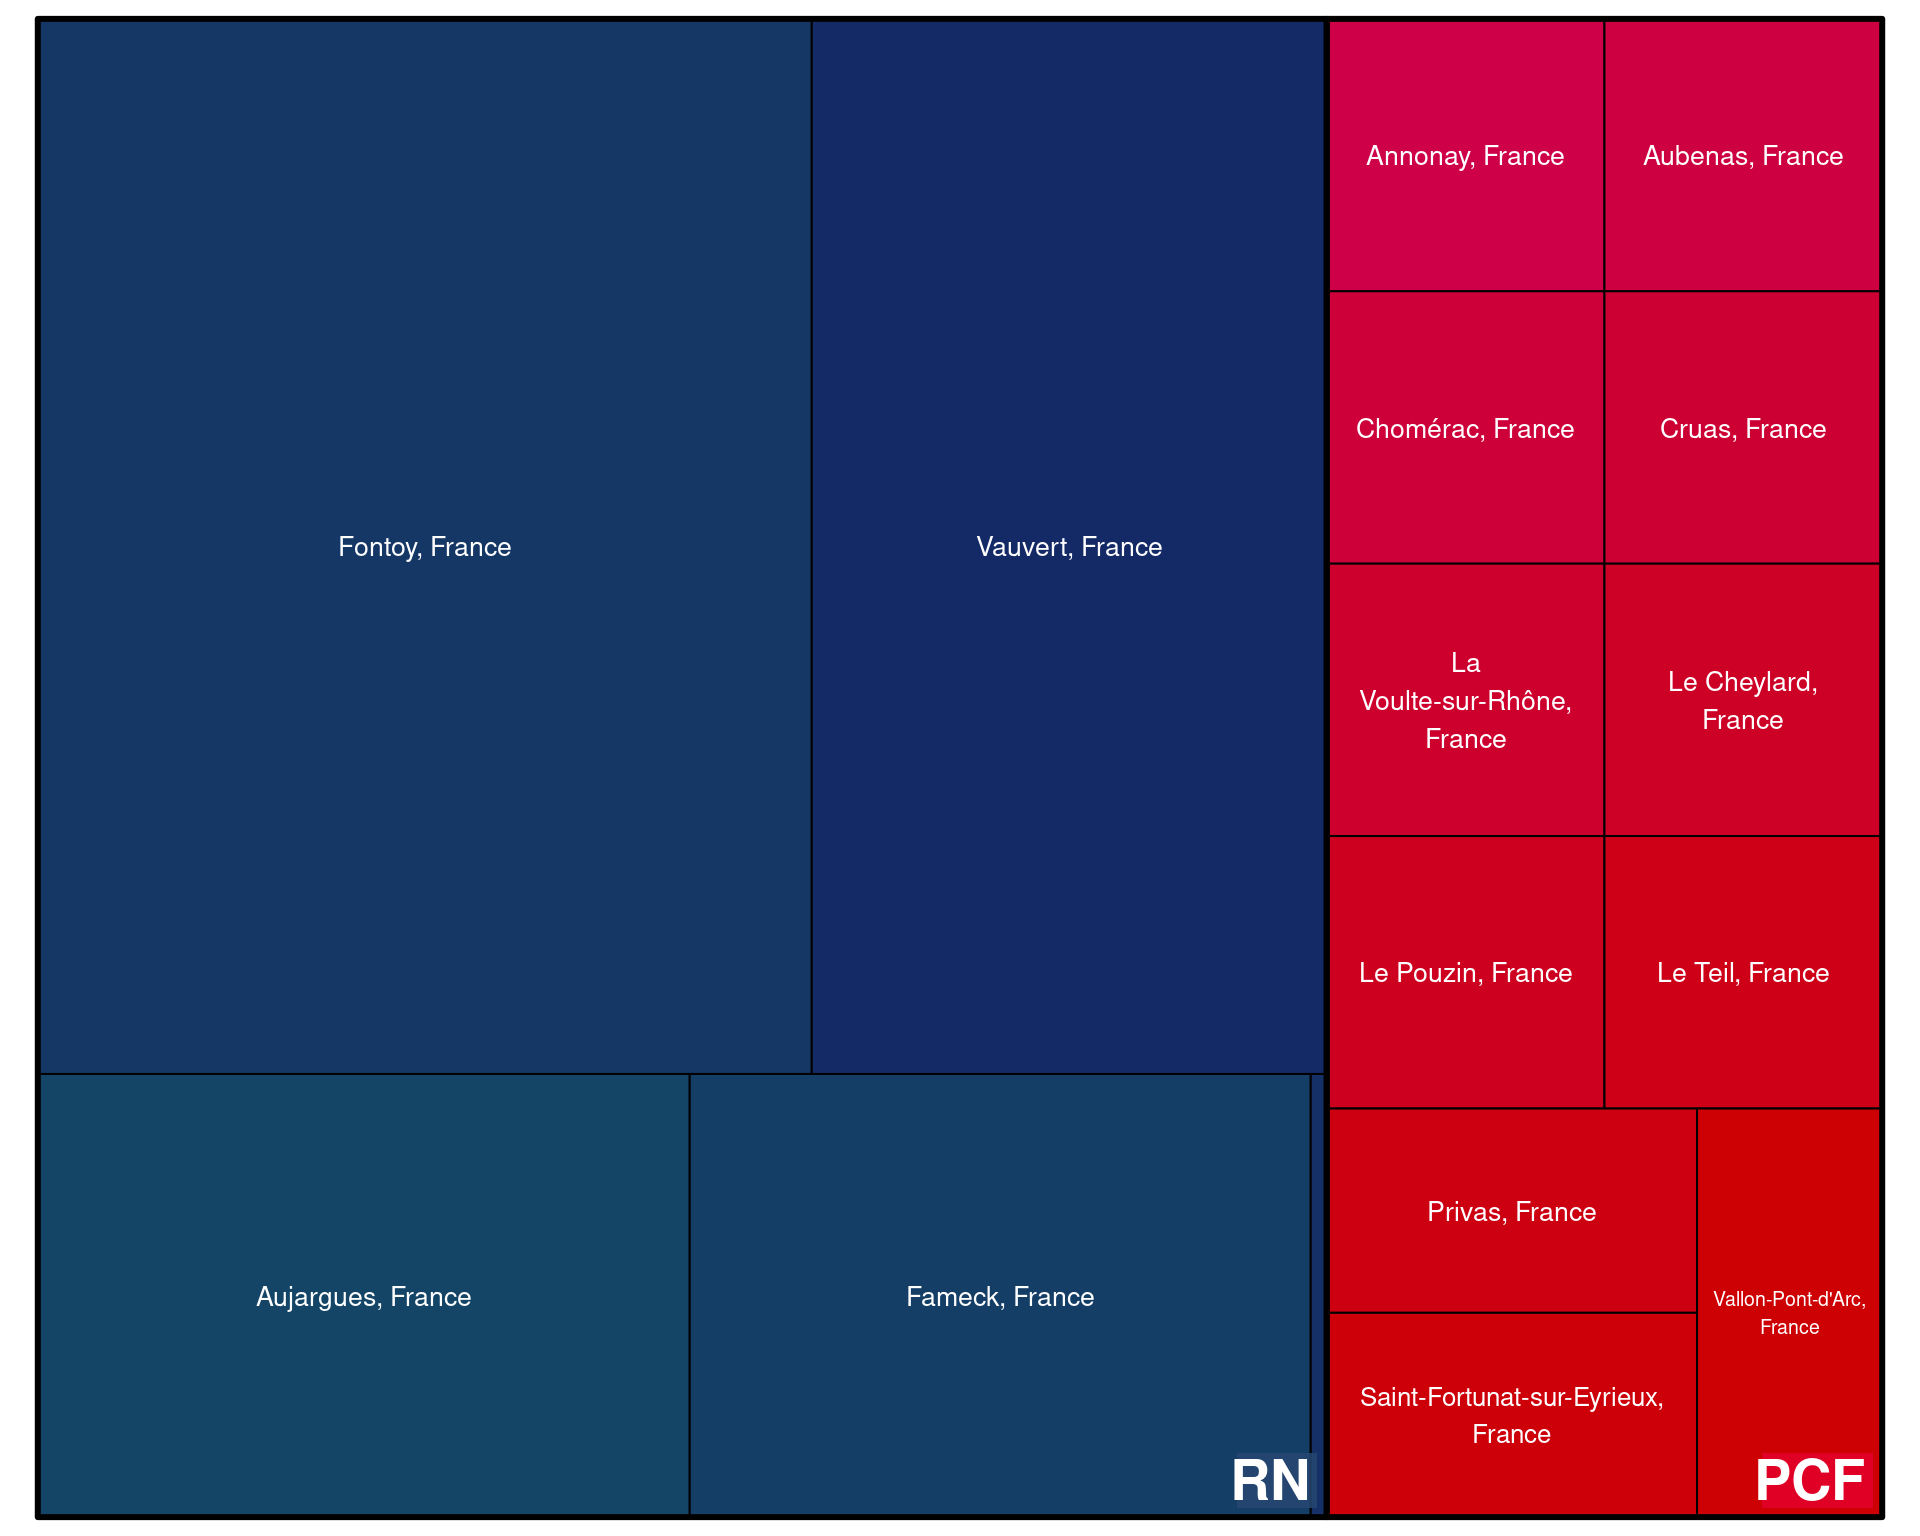 Fontoy, France
Vauvert, France
Aujargues, France
Fameck, France
RN
Annonay, France
Aubenas, France
Chomérac, France
Cruas, France
La
Voulte-sur-Rhône,
France
Le Cheylard,
France
Le Pouzin, France
Le Teil, France
Privas, France
Vallon-Pont-d'Arc,
France
Saint-Fortunat-sur-Eyrieux,
France
PCF